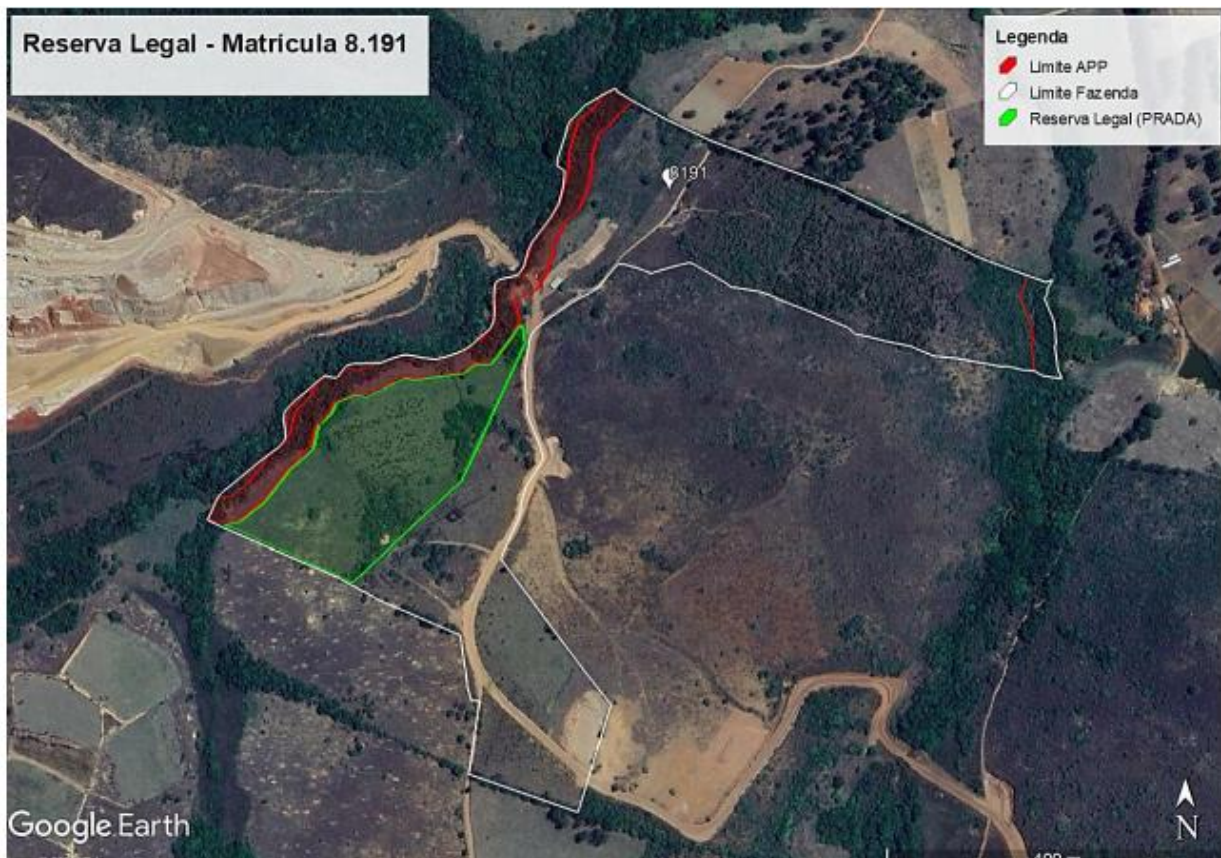 Reserva Legal - Matrícula 8.191
Legenda
Limite APP
Limite Fazenda
Reserva Legal (PRADA)
8191
Google Earth
N